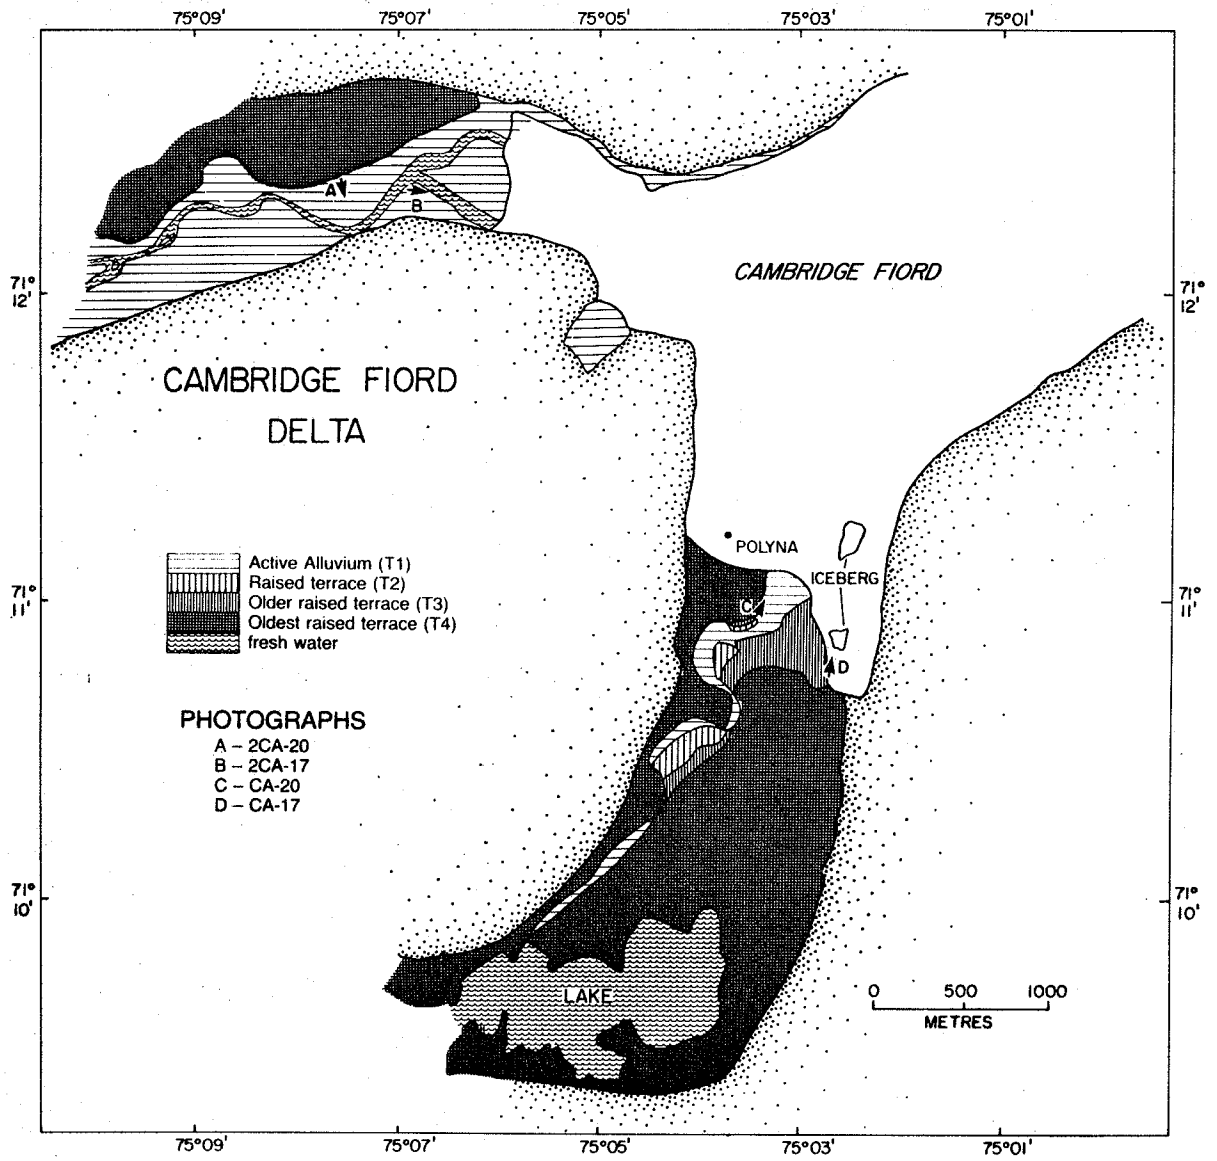 75°09' 75°07' 75°05' 75°03' 75°01'
A
B
CAMBRIDGE FIORD
71° 71°
12' 12'
CAMBRIDGE FIORD
DELTA
POLYNA
ICEBERG
Active Alluvium (T1)
Raised terrace (T2)
71° 71°
11' 11'
Older raised terrace (T3)
C
Oldest raised terrace (T4)
fresh water
D
PHOTOGRAPHS
A – 2CA-20
B – 2CA-17
C – CA-20
D – CA-17
71° 71°
10' 10'
LAKE
0 500 1000
METRES
75°09' 75°07' 75°05' 75°03' 75°01'